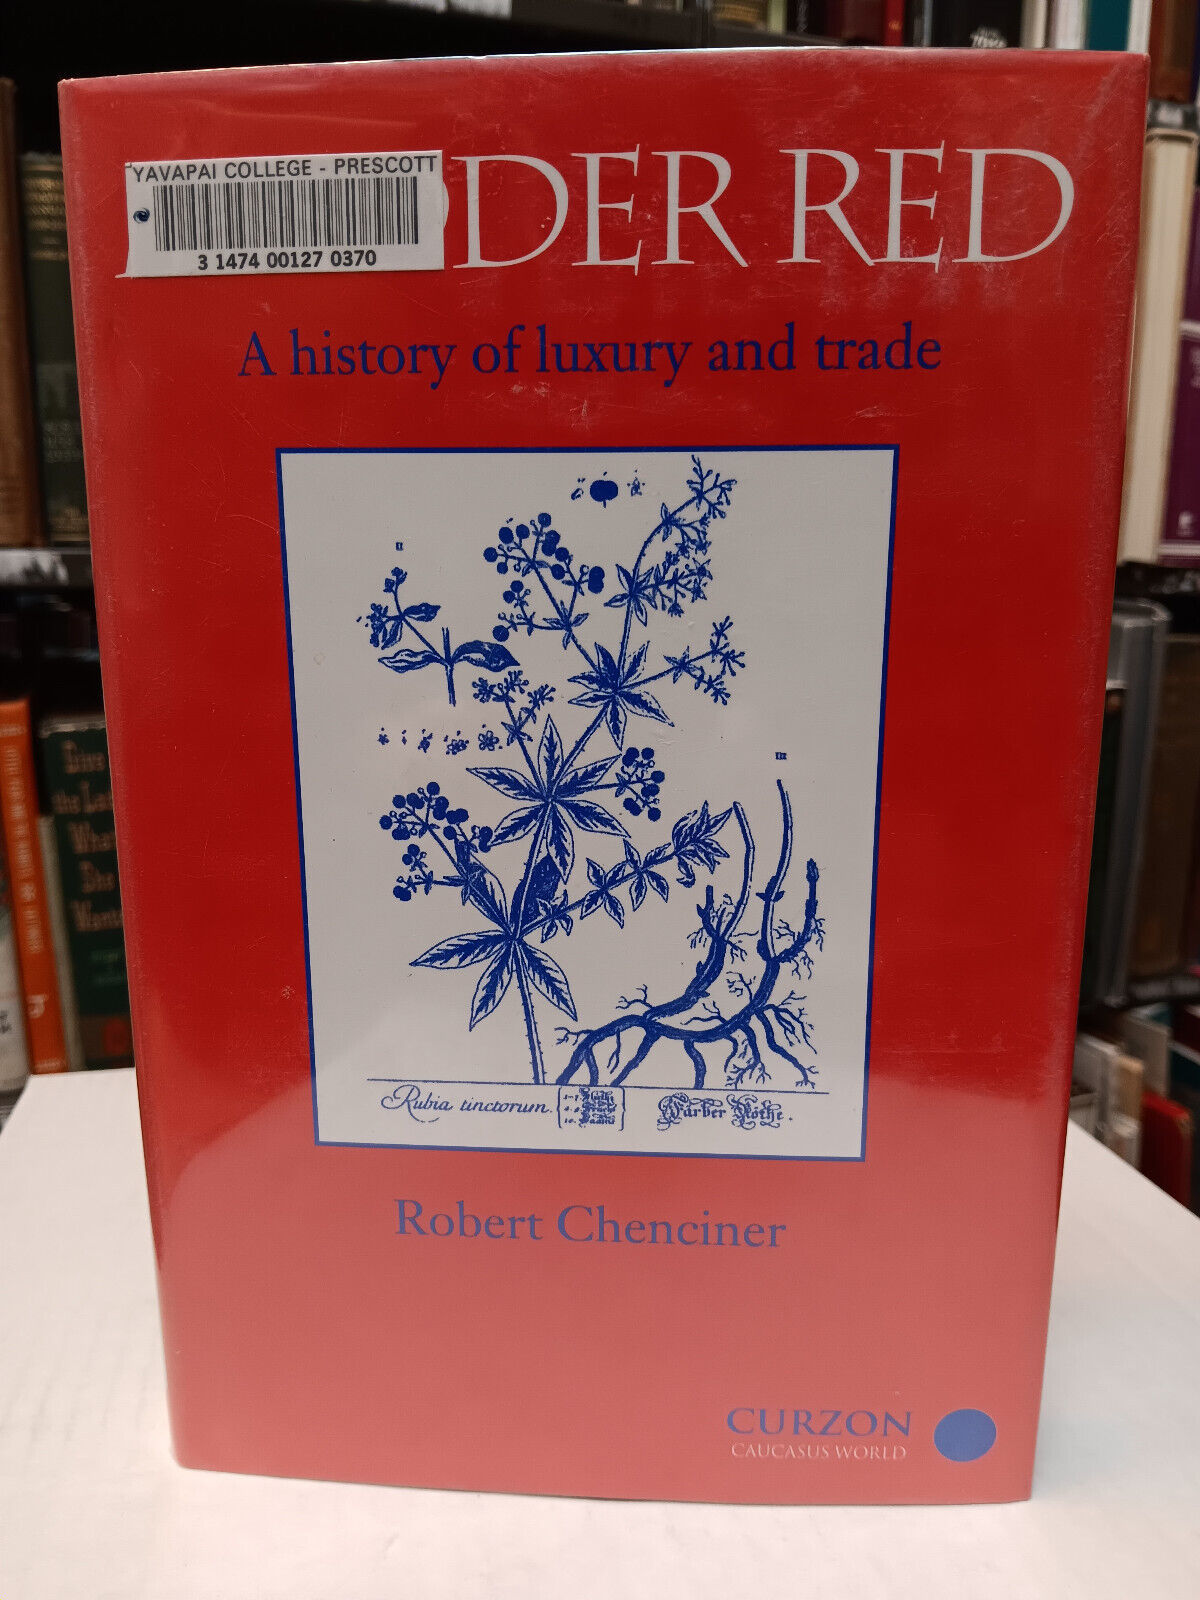 YAVAPAI COLLEGE - PRESCOTT
3 1474 00127 0370
DER RED
A history of luxury and trade
Rubia tinctorum.
Färber Röthe.
Robert Chenciner
CURZON
CAUCASUS WORLD